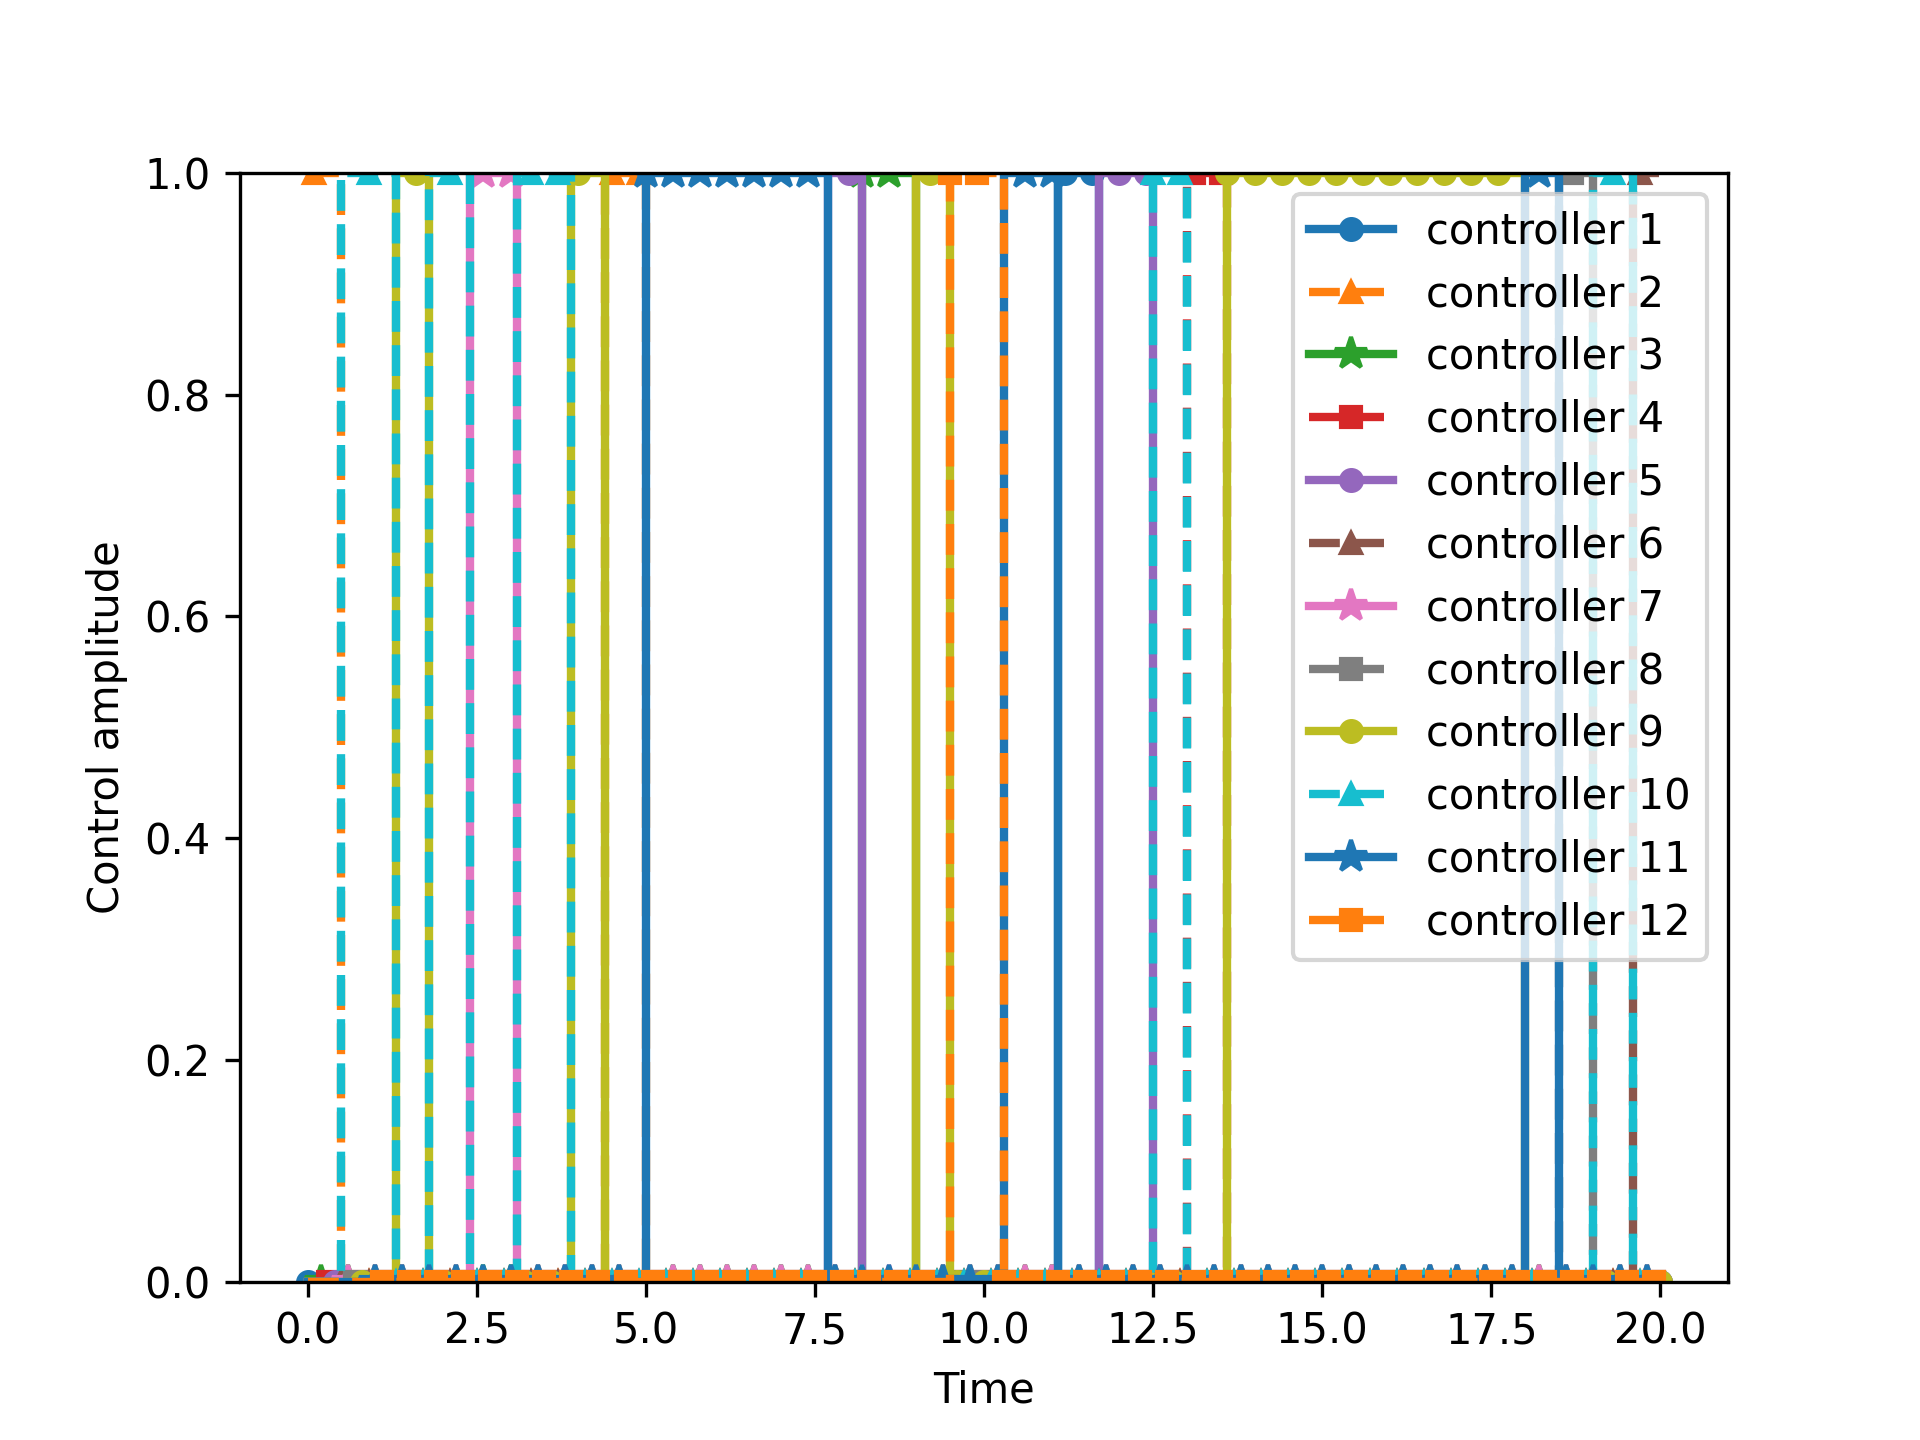 1.0
0.8
0.6
0.4
0.2
0.0
Control amplitude
controller 1
controller 2
controller 3
controller 4
controller 5
controller 6
controller 7
controller 8
controller 9
controller 10
controller 11
controller 12
0.0 2.5 5.0 7.5 10.0 12.5 15.0 17.5 20.0
Time